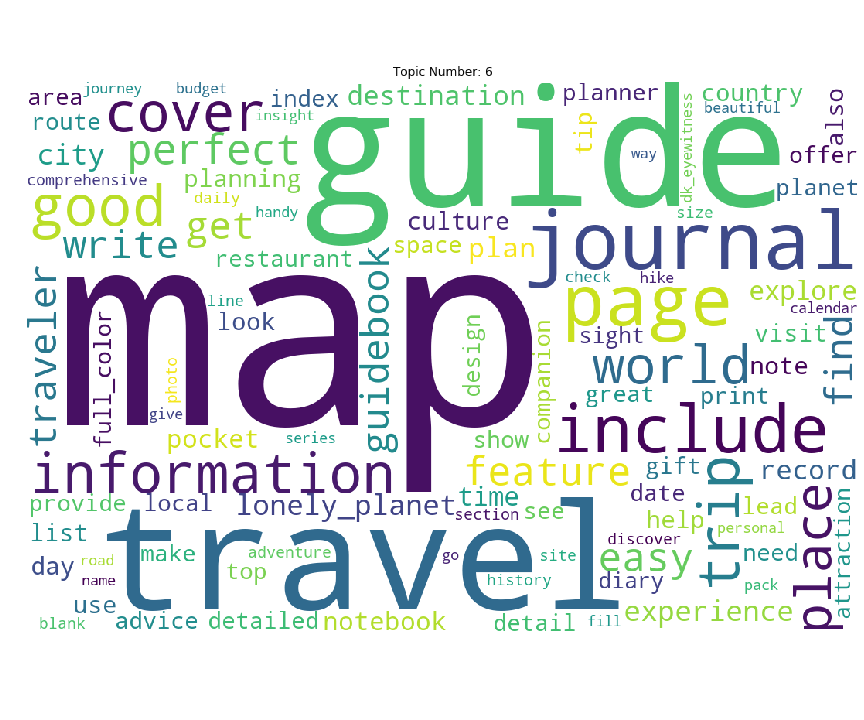 Topic Number: 6
journey
budget
area
cover
index
destination
planner
country
insight
beautiful
route
perfect
guide
tip
also
city
way
dk_eyewitness
offer
comprehensive
planning
planet
daily
good
get
handy
culture
size
journal
write
space
plan
restaurant
map
traveler
line
look
guidebook
check
hike
explore
page
calendar
full_color
sight
visit
find
design
companion
world
note
photo
great
print
give
pocket
series
show
include
information
feature
gift
record
trip
place
provide
local
lonely_planet
time
date
lead
section
see
help
personal
attraction
list
travel
discover
need
make
adventure
go
site
easy
day
road
top
history
diary
pack
name
use
experience
blank
advice
detailed
notebook
detail
fill